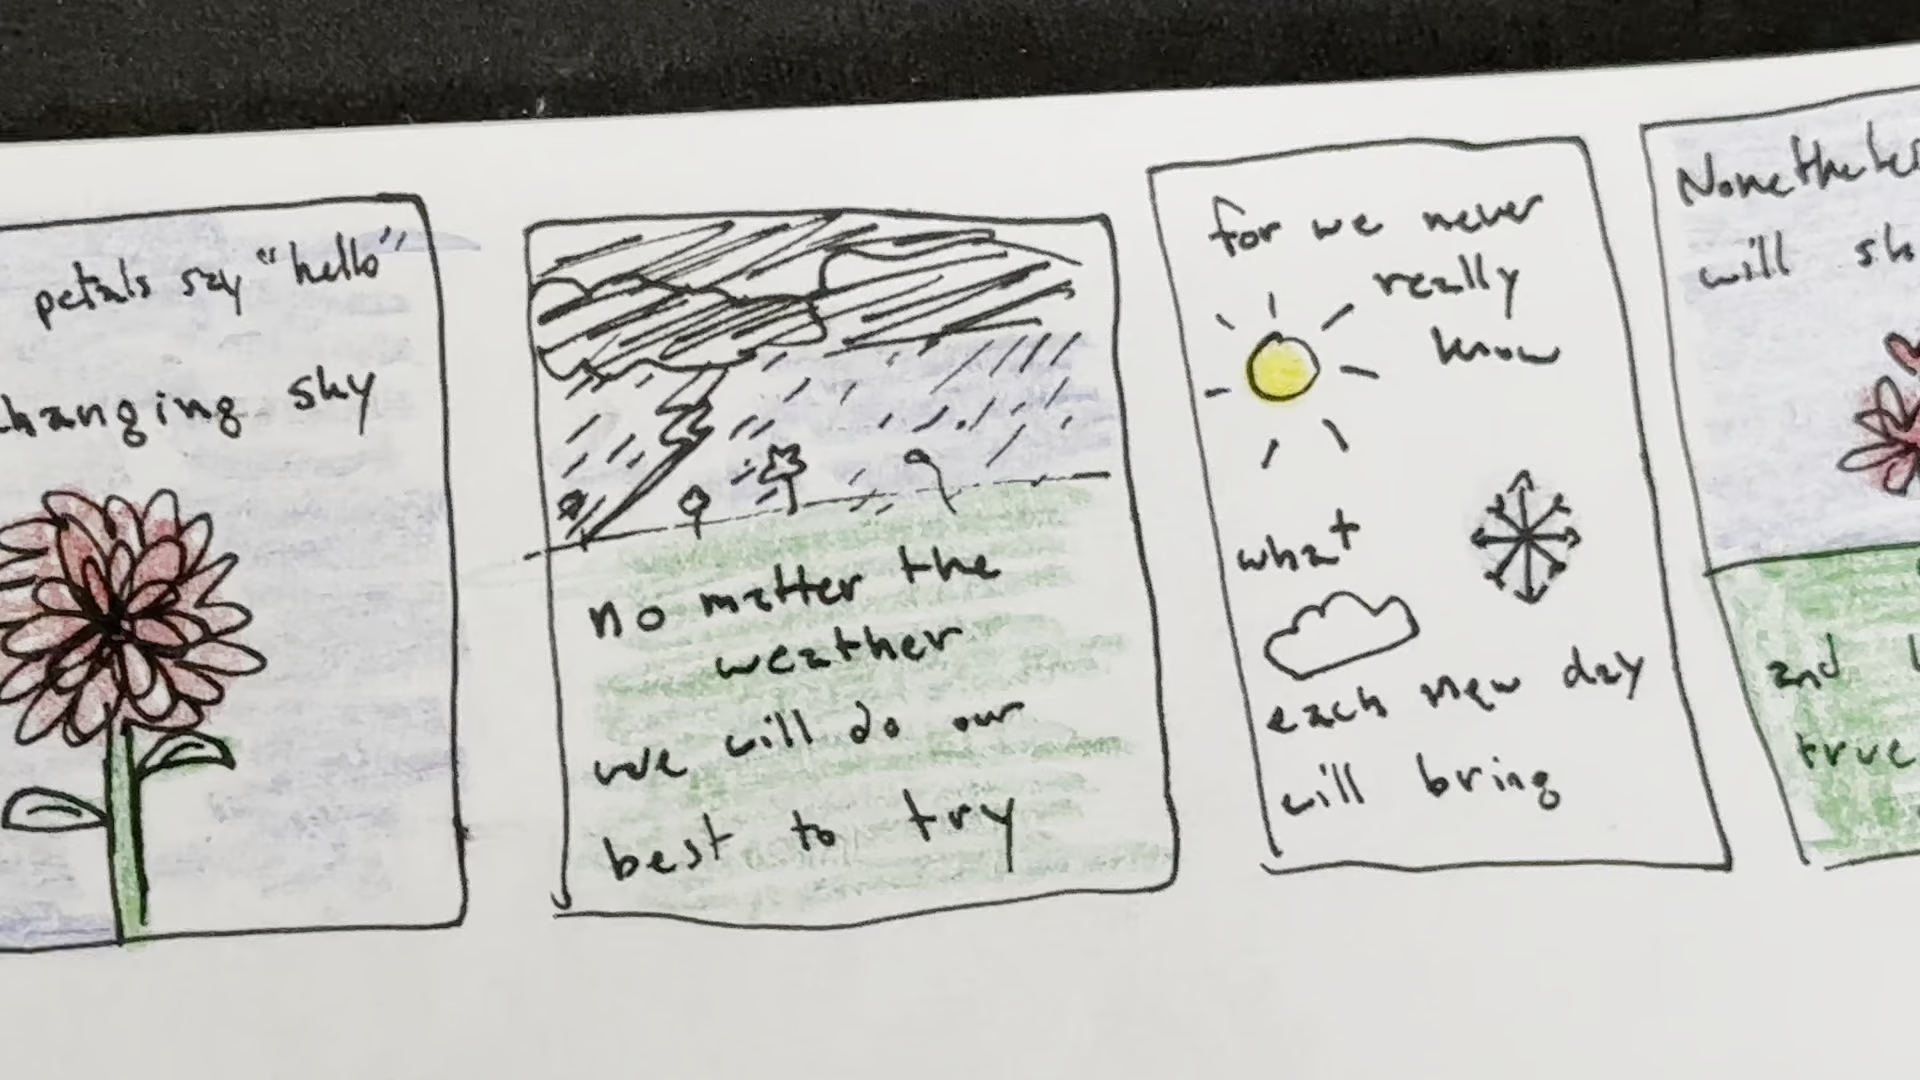 petals say "hello"
changing sky
no matter the
weather
we will do our
best to try
for we never
really
know
what
each new day
will bring
Nonetheless
will
and
true